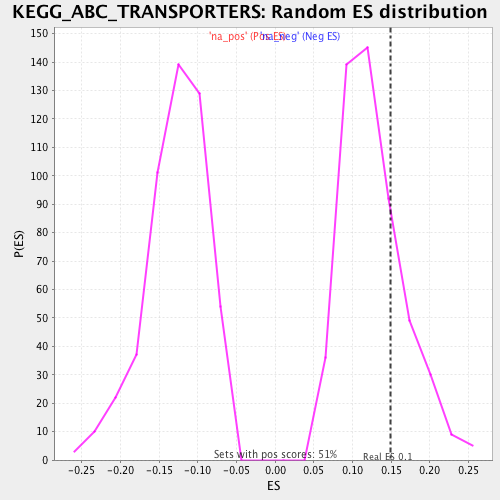 KEGG_ABC_TRANSPORTERS: Random ES distribution
'na_pos' (Pos ES) 'na_neg' (Neg ES)
150
140
130
120
110
100
90
80
70
60
50
40
30
20
10
0
P(ES)
Sets with pos scores: 51%
Real ES 0.1
-0.25 -0.20 -0.15 -0.10 -0.05 0.00 0.05 0.10 0.15 0.20 0.25
ES